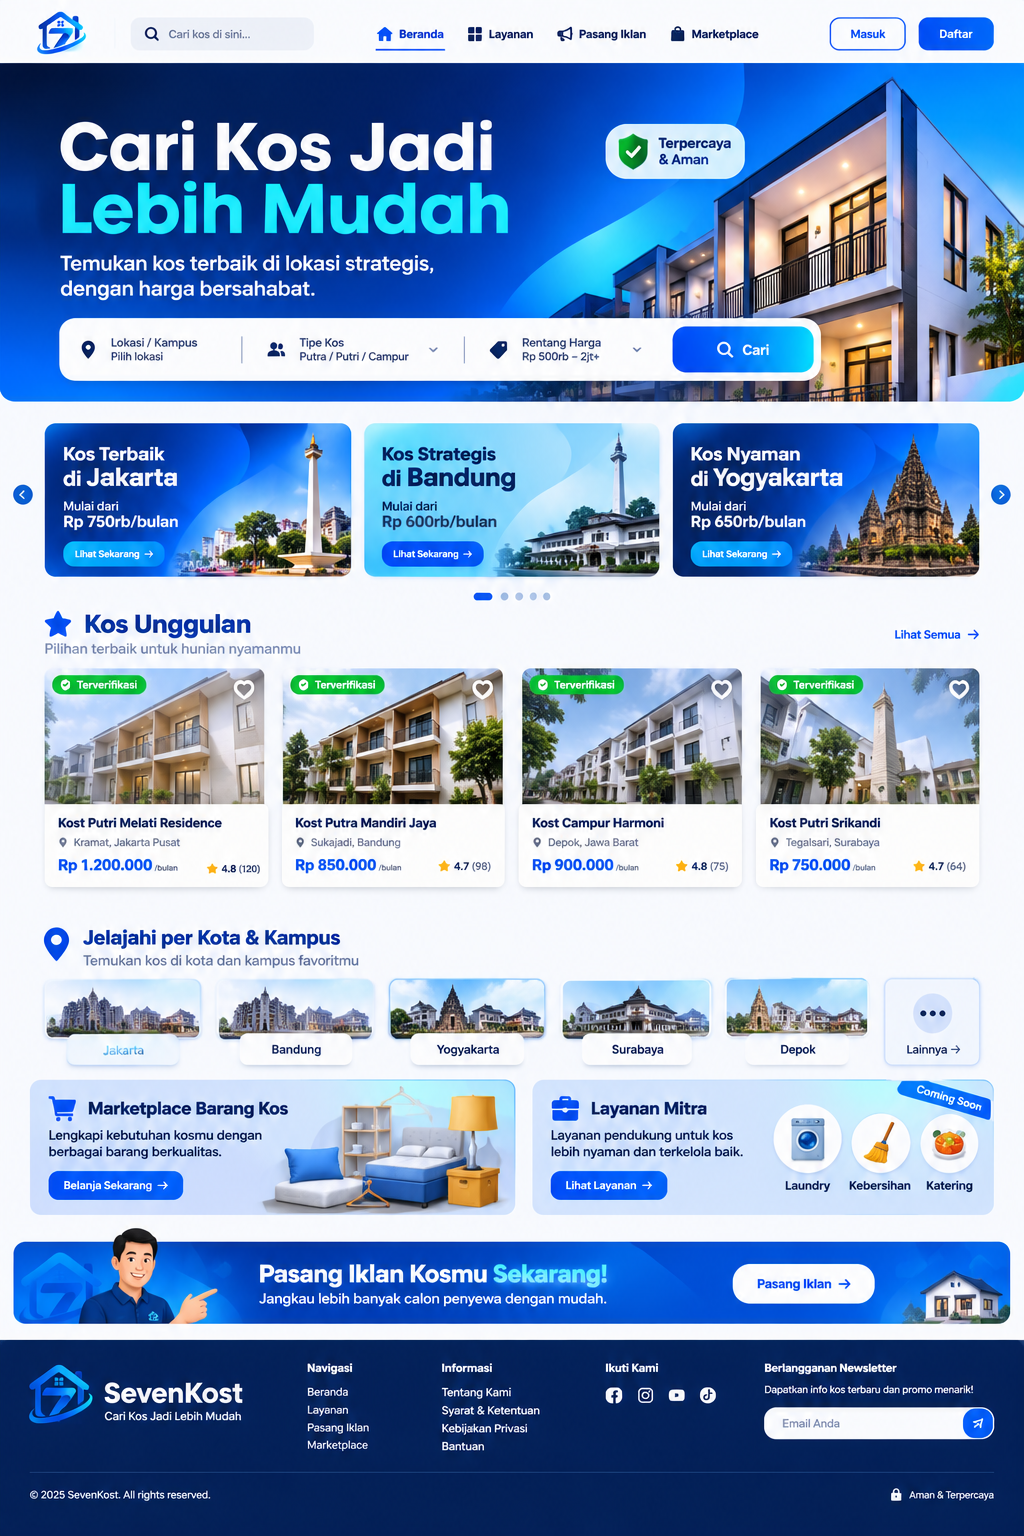 Cari kos di sini...
Beranda
Layanan
Pasang Iklan
Marketplace
Masuk
Daftar
Cari Kos Jadi
Lebih Mudah
Terpercaya
& Aman
Temukan kos terbaik di lokasi strategis,
dengan harga bersahabat.
Lokasi / Kampus
Pilih lokasi
Tipe Kos
Putra / Putri / Campur
Rentang Harga
Rp 500rb – 2jt+
Cari
Kos Terbaik
di Jakarta
Mulai dari
Rp 750rb/bulan
Lihat Sekarang →
Kos Strategis
di Bandung
Mulai dari
Rp 600rb/bulan
Lihat Sekarang →
Kos Nyaman
di Yogyakarta
Mulai dari
Rp 650rb/bulan
Lihat Sekarang →
Kos Unggulan
Pilihan terbaik untuk hunian nyamanmu
Lihat Semua →
Terverifikasi
Kost Putri Melati Residence
Kramat, Jakarta Pusat
Rp 1.200.000 /bulan
4.8 (120)
Terverifikasi
Kost Putra Mandiri Jaya
Sukajadi, Bandung
Rp 850.000 /bulan
4.7 (98)
Terverifikasi
Kost Campur Harmoni
Depok, Jawa Barat
Rp 900.000 /bulan
4.8 (75)
Terverifikasi
Kost Putri Srikandi
Tegalsari, Surabaya
Rp 750.000 /bulan
4.7 (64)
Jelajahi per Kota & Kampus
Temukan kos di kota dan kampus favoritmu
Jakarta
Bandung
Yogyakarta
Surabaya
Depok
Lainnya →
Marketplace Barang Kos
Lengkapi kebutuhan kosmu dengan
berbagai barang berkualitas.
Belanja Sekarang →
Layanan Mitra
Layanan pendukung untuk kos
lebih nyaman dan terkelola baik.
Lihat Layanan →
Coming Soon
Laundry
Kebersihan
Katering
Pasang Iklan Kosmu Sekarang!
Jangkau lebih banyak calon penyewa dengan mudah.
Pasang Iklan →
7
SevenKost
Cari Kos Jadi Lebih Mudah
Navigasi
Beranda
Layanan
Pasang Iklan
Marketplace
Informasi
Tentang Kami
Syarat & Ketentuan
Kebijakan Privasi
Bantuan
Ikuti Kami
Berlangganan Newsletter
Dapatkan info kos terbaru dan promo menarik!
Email Anda
© 2025 SevenKost. All rights reserved.
Aman & Terpercaya